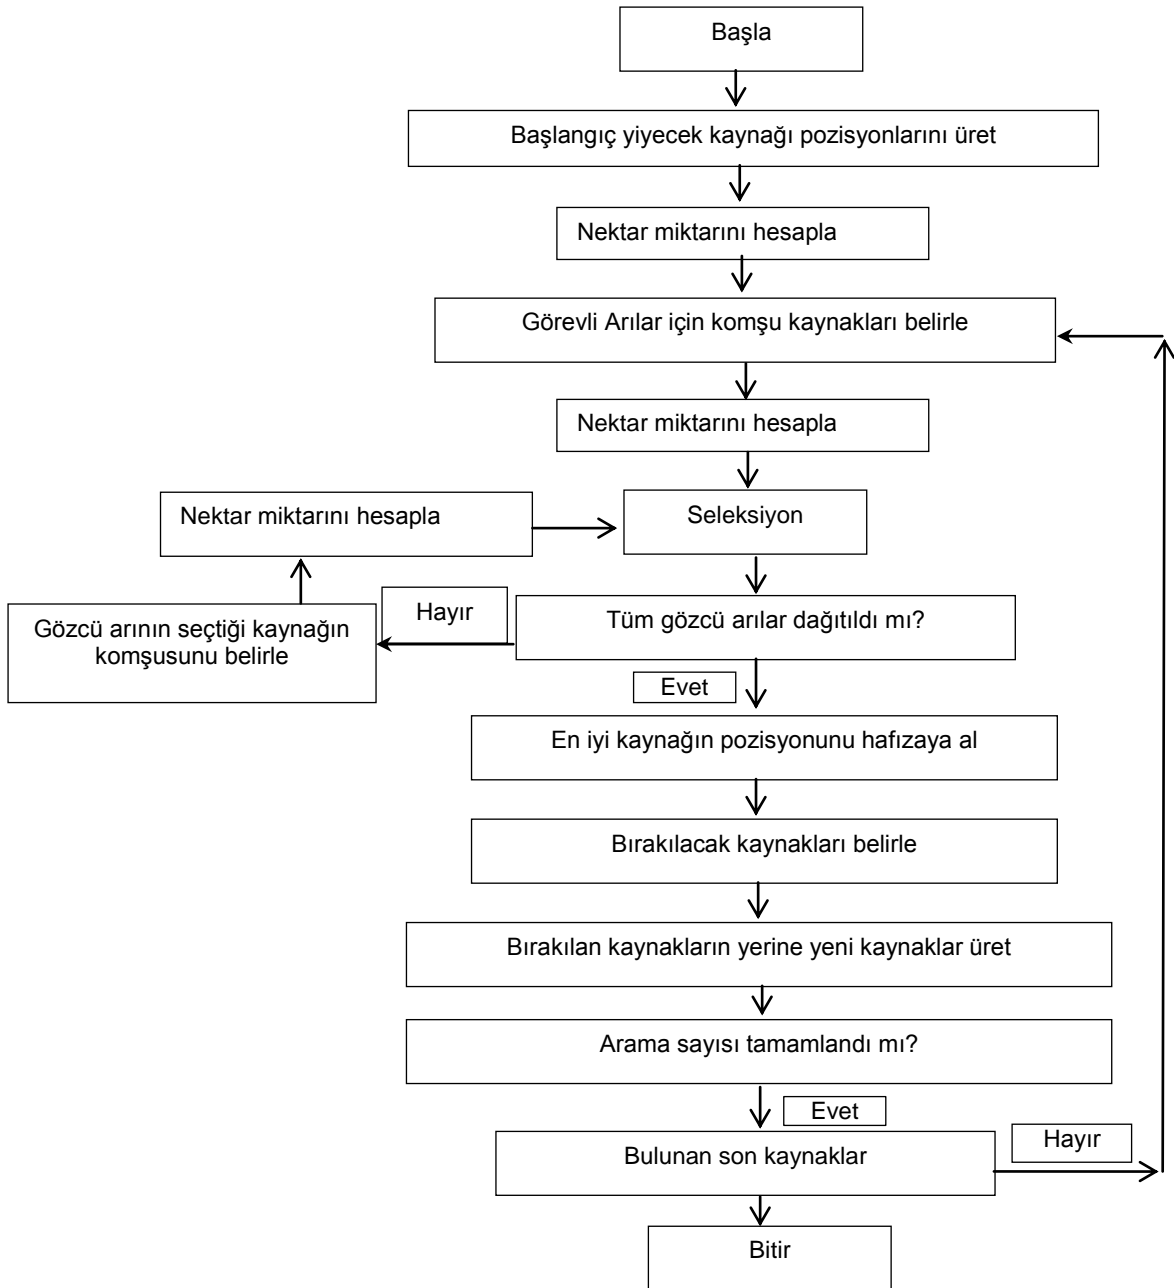 Başla
Başlangıç yiyecek kaynağı pozisyonlarını üret
Nektar miktarını hesapla
Görevli Arılar için komşu kaynakları belirle
Nektar miktarını hesapla
Nektar miktarını hesapla
Seleksiyon
Hayır
Tüm gözcü arılar dağıtıldı mı?
Gözcü arının seçtiği kaynağın
komşusunu belirle
Evet
En iyi kaynağın pozisyonunu hafızaya al
Bırakılacak kaynakları belirle
Bırakılan kaynakların yerine yeni kaynaklar üret
Arama sayısı tamamlandı mı?
Evet
Hayır
Bulunan son kaynaklar
Bitir